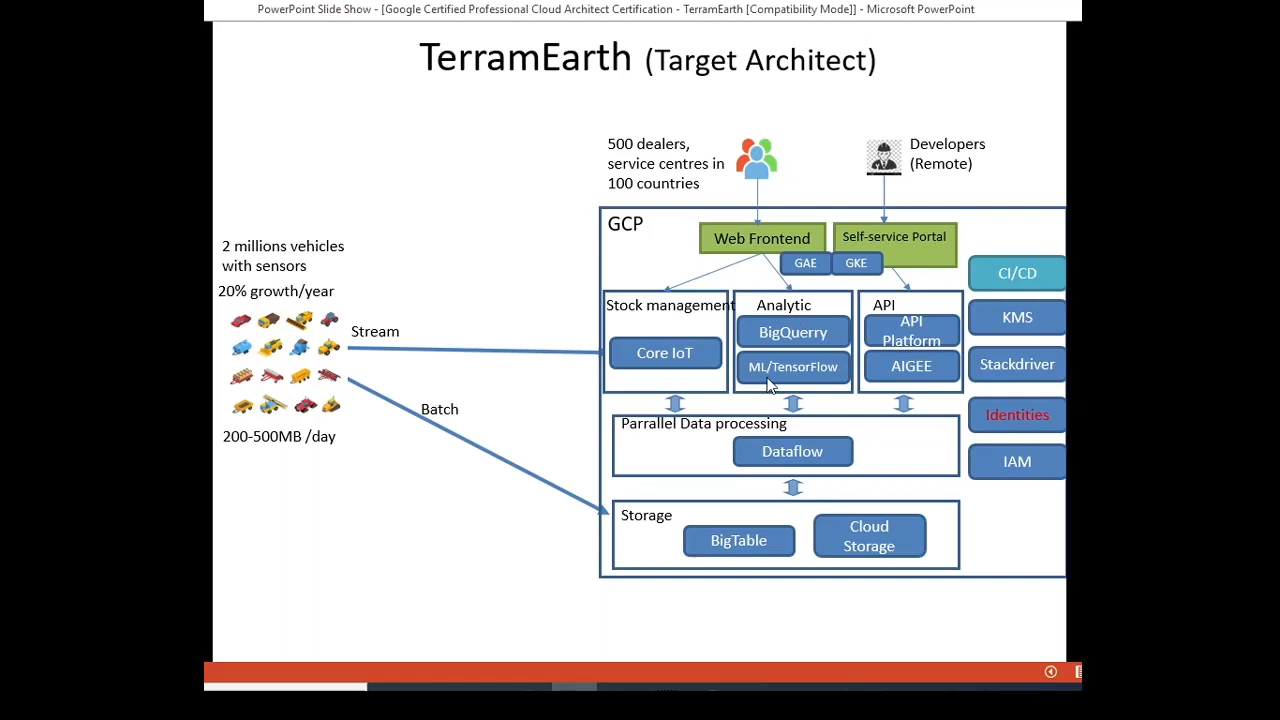 PowerPoint Slide Show - [Google Certified Professional Cloud Architect Certification - TerramEarth [Compatibility Mode]] - Microsoft PowerPoint
TerramEarth (Target Architect)
500 dealers,
service centres in
100 countries
Developers
(Remote)
GCP
Web Frontend
Self-service Portal
GAE
GKE
2 millions vehicles
with sensors
20% growth/year
Stream
Batch
200-500MB /day
Stock management
Core IoT
Analytic
BigQuerry
ML/TensorFlow
API
API
Platform
AIGEE
CI/CD
KMS
Stackdriver
Identities
IAM
Parrallel Data processing
Dataflow
Storage
BigTable
Cloud
Storage